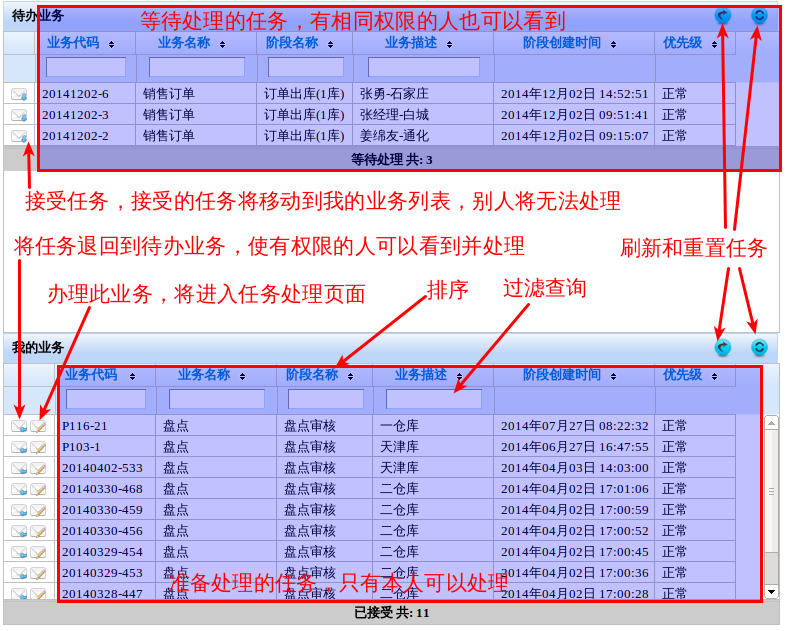 待办业务
等待处理的任务，有相同权限的人也可以看到
业务代码 业务名称 阶段名称 业务描述 阶段创建时间 优先级
20141202-6 销售订单 订单出库(1库) 张勇-石家庄 2014年12月02日 14:52:51 正常
20141202-3 销售订单 订单出库(1库) 张经理-白城 2014年12月02日 09:51:41 正常
20141202-2 销售订单 订单出库(1库) 姜绵友-通化 2014年12月02日 09:15:07 正常
等待处理 共: 3
接受任务，接受的任务将移动到我的业务列表，别人将无法处理
将任务退回到待办业务，使有权限的人可以看到并处理
刷新和重置任务
办理此业务，将进入任务处理页面
排序
过滤查询
我的业务
业务代码 业务名称 阶段名称 业务描述 阶段创建时间 优先级
P116-21 盘点 盘点审核 一仓库 2014年07月27日 08:22:32 正常
P103-1 盘点 盘点审核 天津库 2014年06月27日 16:47:55 正常
20140402-533 盘点 盘点审核 天津库 2014年04月03日 14:03:00 正常
20140330-468 盘点 盘点审核 二仓库 2014年04月02日 17:01:06 正常
20140330-459 盘点 盘点审核 二仓库 2014年04月02日 17:00:59 正常
20140330-456 盘点 盘点审核 二仓库 2014年04月02日 17:00:52 正常
20140329-454 盘点 盘点审核 二仓库 2014年04月02日 17:00:45 正常
20140329-453 盘点 盘点审核 二仓库 2014年04月02日 17:00:36 正常
准备处理的任务，只有本人可以处理
20140328-447 盘点 盘点审核 二仓库 2014年04月02日 17:00:28 正常
已接受 共: 11